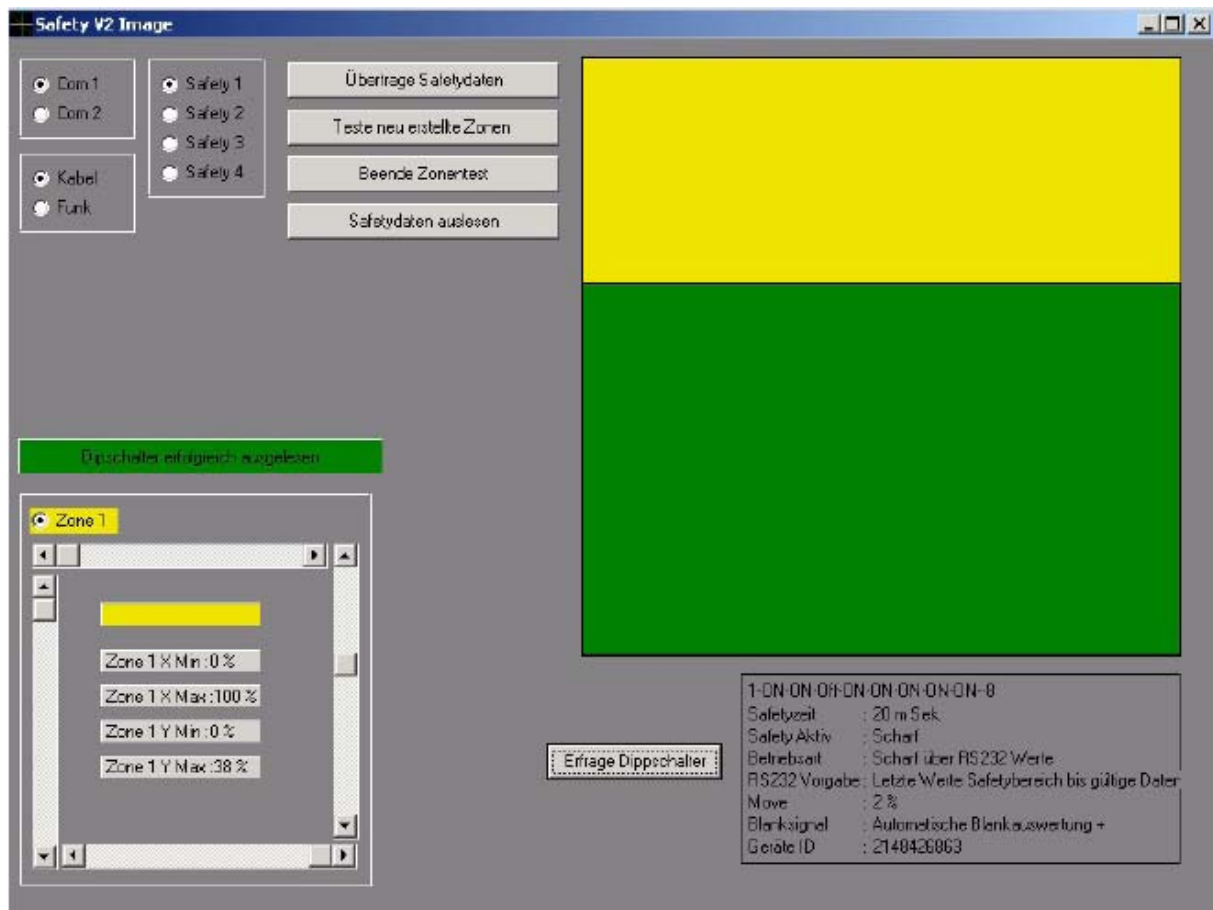 Safety V2 Image
Com 1
Com 2
Kabel
Funk
Safety 1
Safety 2
Safety 3
Safety 4
Übertrage Safetydaten
Teste neu erstellte Zonen
Beende Zonentest
Safetydaten auslesen
Dipschalter erfolgreich ausgelesen
Zone 1
Zone 1 X Min :0 %
Zone 1 X Max :100 %
Zone 1 Y Min :0 %
Zone 1 Y Max :38 %
Erfrage Dippschalter
1-ON-ON-Off-ON-ON-ON-ON-ON--8
Safetyzeit : 20 m Sek
Safety Aktiv : Scharf
Betriebsart : Scharf über RS232 Werte
RS232 Vorgabe : Letzte Werte Safetybereich bis gültige Daten
Move : 2 %
Blanksignal : Automatische Blankauswertung +
Geräte ID : 2148426863